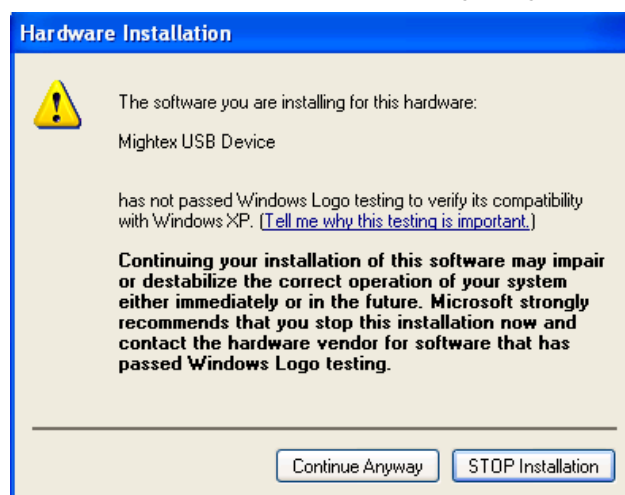 Hardware Installation
The software you are installing for this hardware:
Mightex USB Device
has not passed Windows Logo testing to verify its compatibility
with Windows XP. (Tell me why this testing is important.)
Continuing your installation of this software may impair
or destabilize the correct operation of your system
either immediately or in the future. Microsoft strongly
recommends that you stop this installation now and
contact the hardware vendor for software that has
passed Windows Logo testing.
Continue Anyway
STOP Installation